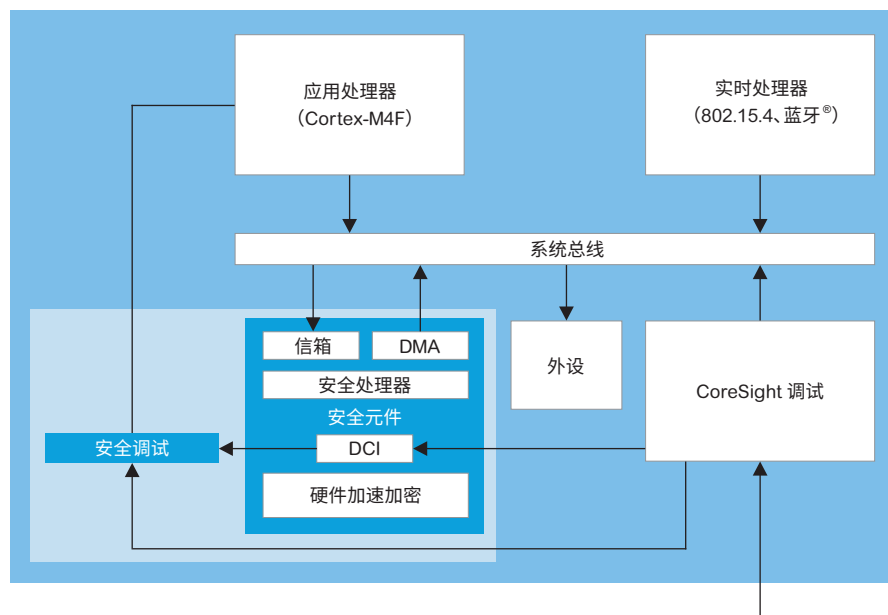 应用处理器
（Cortex-M4F）
实时处理器
（802.15.4、蓝牙®）
系统总线
信箱
DMA
外设
CoreSight 调试
安全处理器
安全元件
安全调试
DCI
硬件加速加密